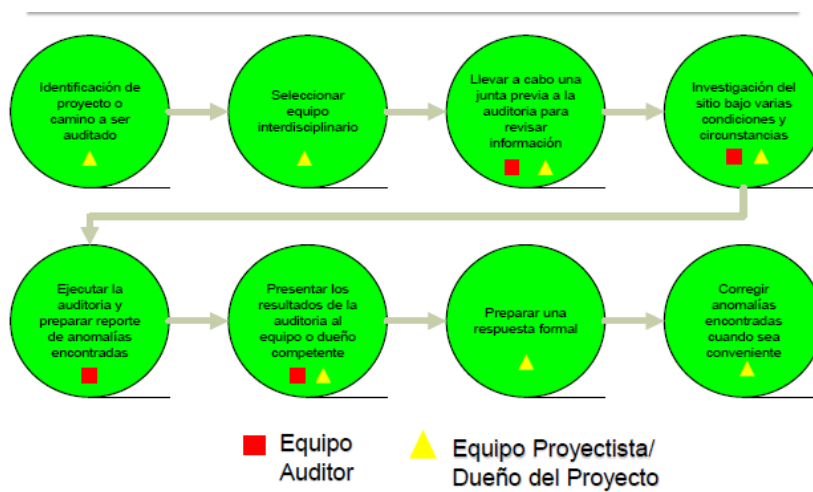 Identificación de
proyecto o
camino a ser
auditado
Seleccionar
equipo
interdisciplinario
Llevar a cabo una
junta previa a la
auditoria para
revisar
información
Investigación del
sitio bajo varias
condiciones y
circunstancias
Ejecutar la
auditoria y
preparar reporte
de anomalías
encontradas
Presentar los
resultados de la
auditoria al
equipo o dueño
competente
Preparar una
respuesta formal
Corregir
anomalías
encontradas
cuando sea
conveniente
Equipo
Auditor
Equipo Proyectista/
Dueño del Proyecto